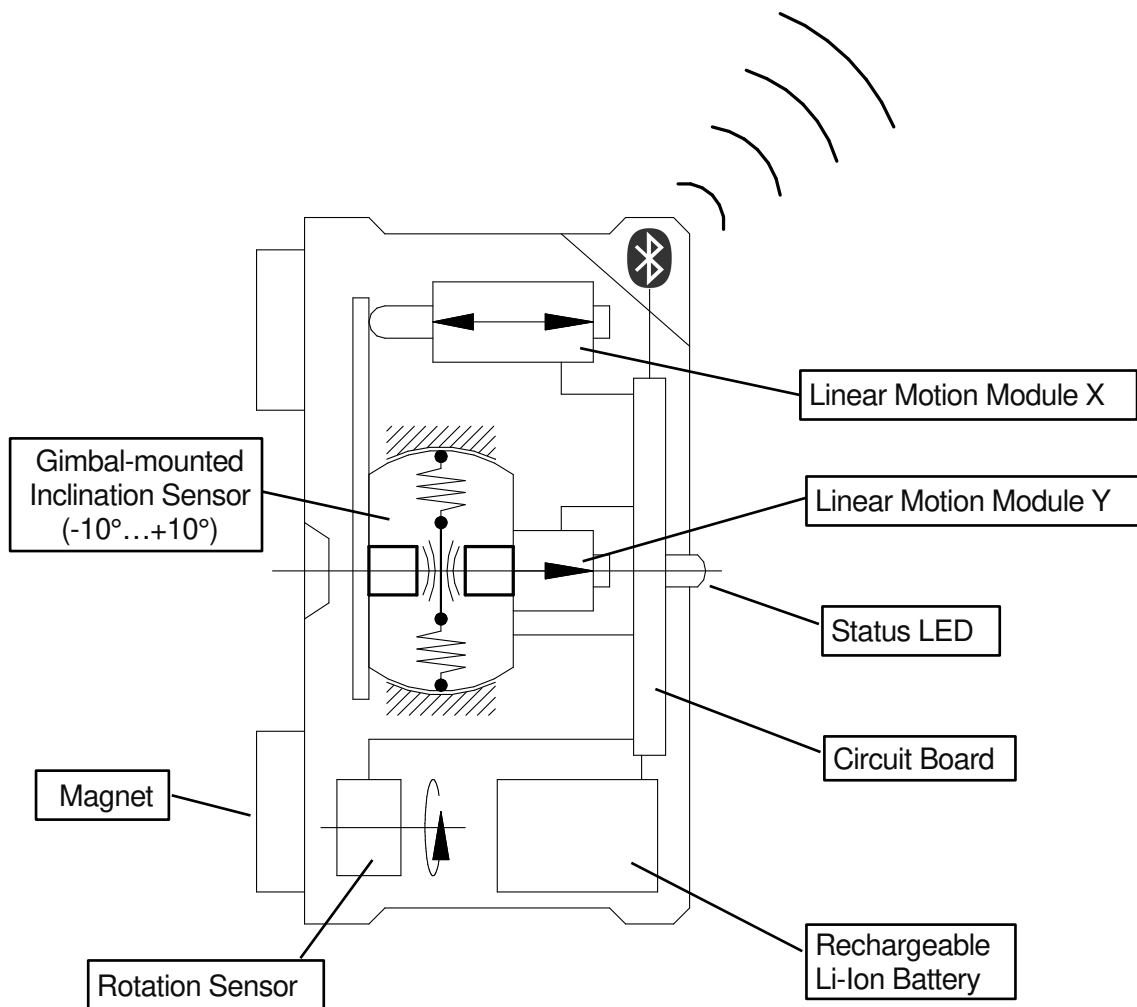 Linear Motion Module X
Gimbal-mounted
Inclination Sensor
(-10°…+10°)
Linear Motion Module Y
Status LED
Circuit Board
Magnet
Rechargeable
Li-Ion Battery
Rotation Sensor